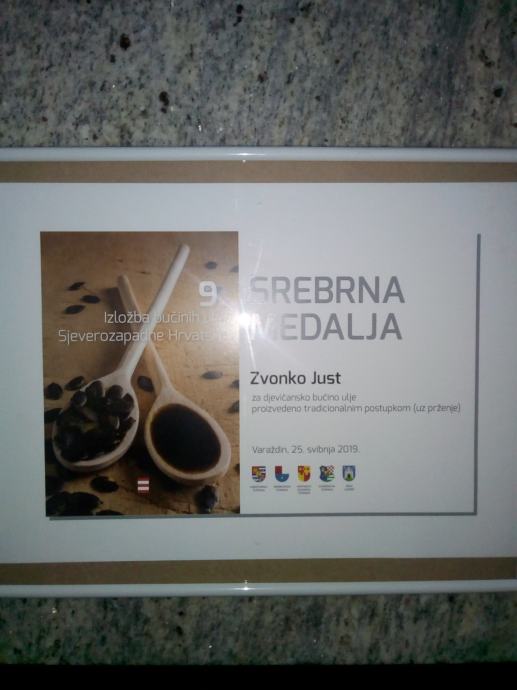 9.
Izložba bučinih
Sjeverozapadne Hrvatske
SREBRNA
MEDALJA
Zvonko Just
za djevičansko bučino ulje
proizvedeno tradicionalnim postupkom (uz prženje)
Varaždin, 25. svibnja 2019.